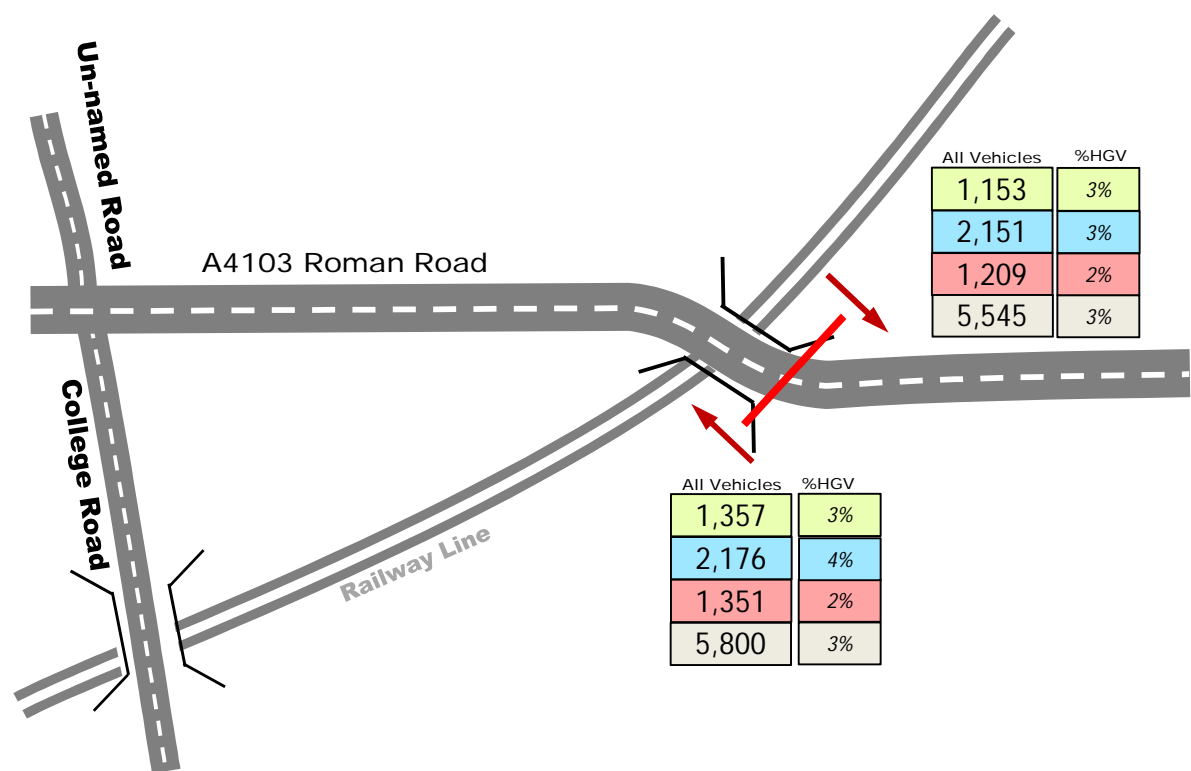 Un-named Road
A4103 Roman Road
College Road
Railway Line
All Vehicles %HGV
1,153 3%
2,151 3%
1,209 2%
5,545 3%
All Vehicles %HGV
1,357 3%
2,176 4%
1,351 2%
5,800 3%